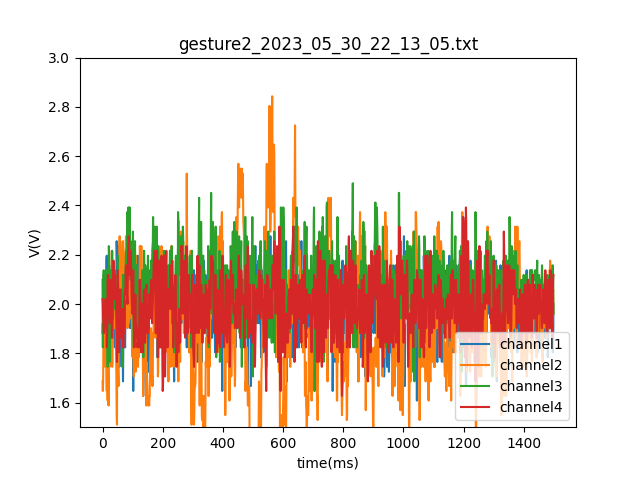 gesture2_2023_05_30_22_13_05.txt
3.0
2.8
2.6
2.4
2.2
2.0
1.8
1.6
V(V)
channel1
channel2
channel3
channel4
0 200 400 600 800 1000 1200 1400
time(ms)